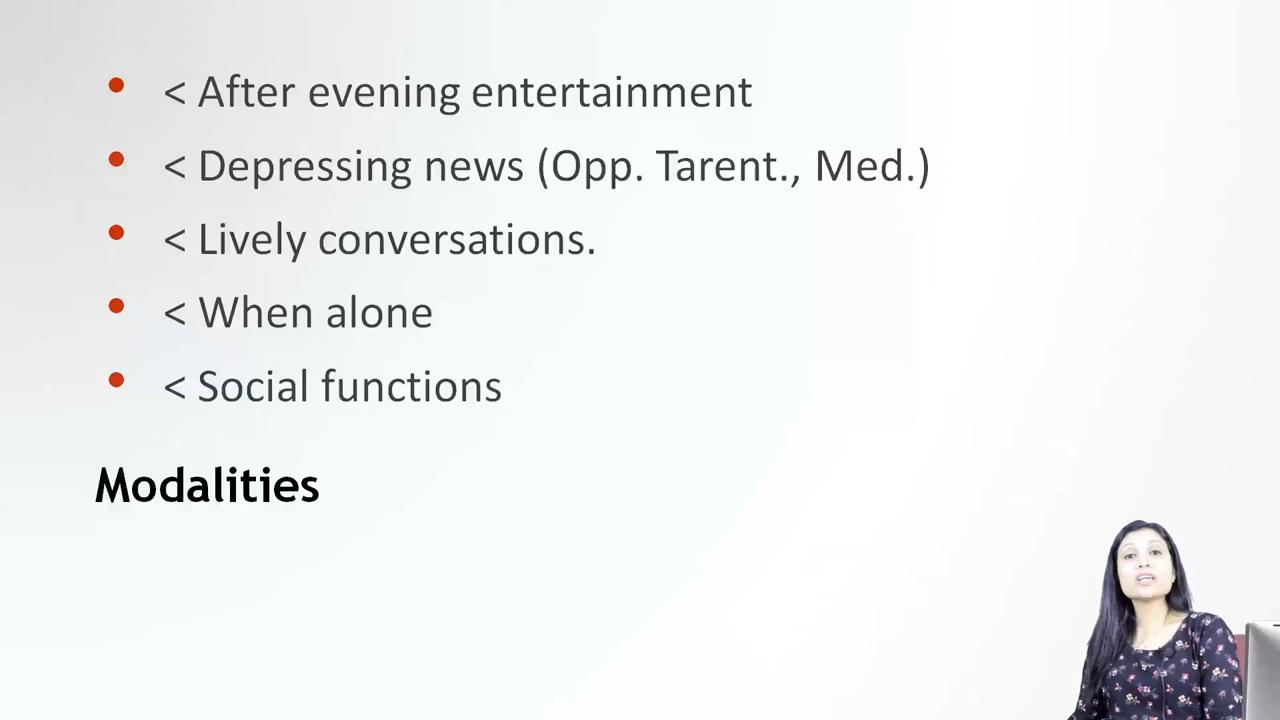 < After evening entertainment
< Depressing news (Opp. Tarent., Med.)
< Lively conversations.
< When alone
< Social functions
Modalities